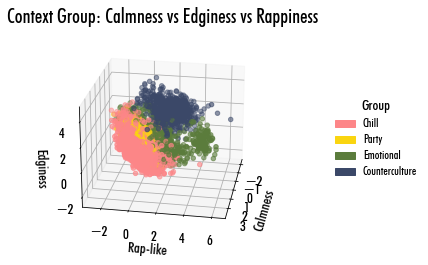 Context Group: Calmness vs Edginess vs Rappiness
Group
Chill
Party
Emotional
Counterculture
Edginess
4
2
0
−2
−2
0
2
4
6
Rap-like
−2
−1
0
1
2
3
Calmness